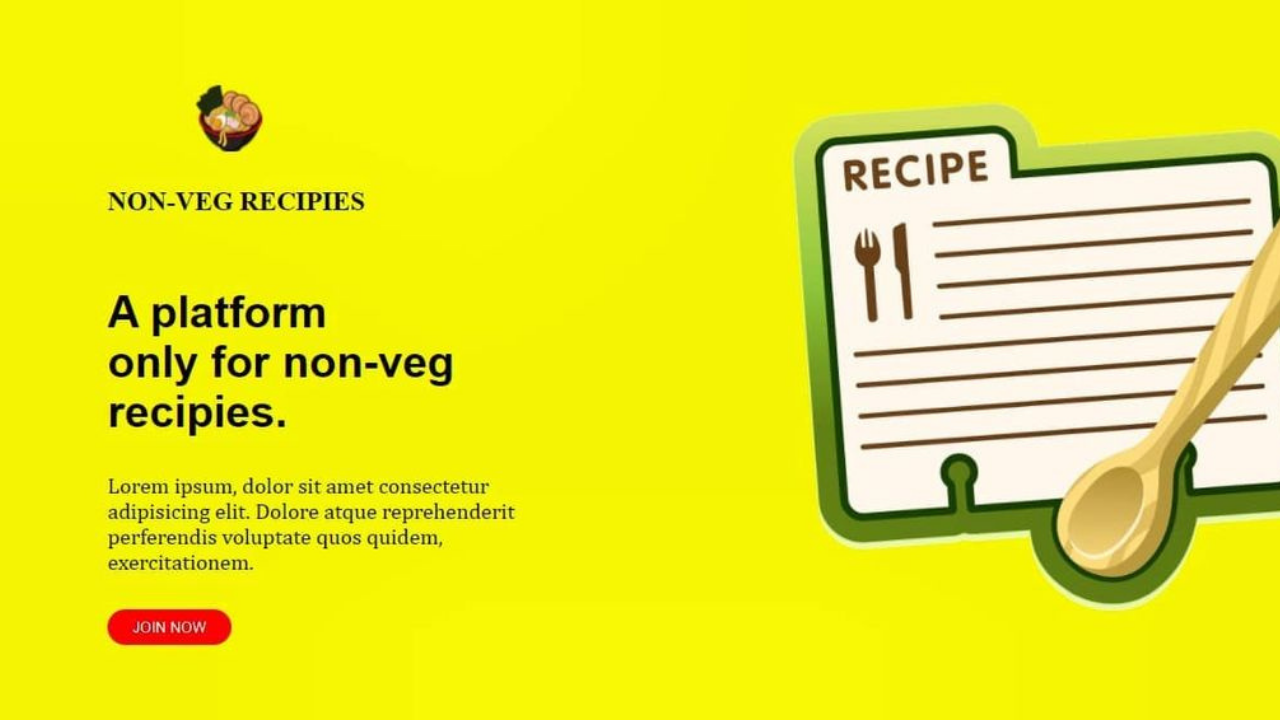 NON-VEG RECIPIES
A platform
only for non-veg
recipies.
Lorem ipsum, dolor sit amet consectetur
adipisicing elit. Dolore atque reprehenderit
perferendis voluptate quos quidem,
exercitationem.
JOIN NOW
RECIPE